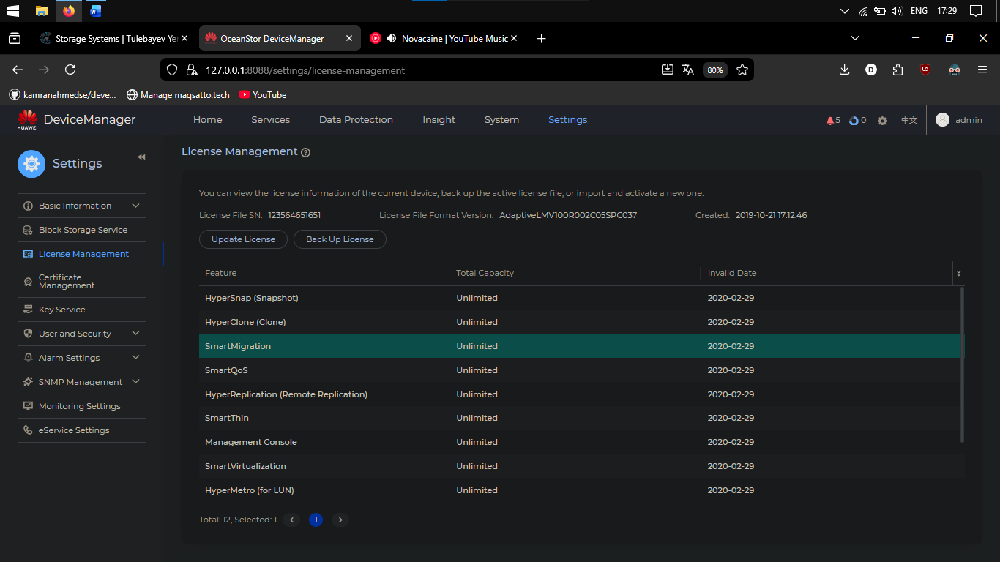 ENG 17:29
Storage Systems | Tulebayev Ye
OceanStor DeviceManager
Novacaine | YouTube Music
127.0.0.1:8088/settings/license-management
80%
D
UD
kamranahmedse/deve...
Manage maqsatto.tech
YouTube
HUAWEI
DeviceManager
Home
Services
Data Protection
Insight
System
Settings
5
0
中文
admin
Settings
Basic Information
Block Storage Service
License Management
Certificate
Management
Key Service
User and Security
Alarm Settings
SNMP Management
Monitoring Settings
eService Settings
License Management ?
You can view the license information of the current device, back up the active license file, or import and activate a new one.
License File SN: 123564651651 License File Format Version: AdaptiveLMV100R002C05SPC037 Created: 2019-10-21 17:12:46
Update License Back Up License
Feature Total Capacity Invalid Date
HyperSnap (Snapshot) Unlimited 2020-02-29
HyperClone (Clone) Unlimited 2020-02-29
SmartMigration Unlimited 2020-02-29
SmartQoS Unlimited 2020-02-29
HyperReplication (Remote Replication) Unlimited 2020-02-29
SmartThin Unlimited 2020-02-29
Management Console Unlimited 2020-02-29
SmartVirtualization Unlimited 2020-02-29
HyperMetro (for LUN) Unlimited 2020-02-29
Total: 12, Selected: 1 1